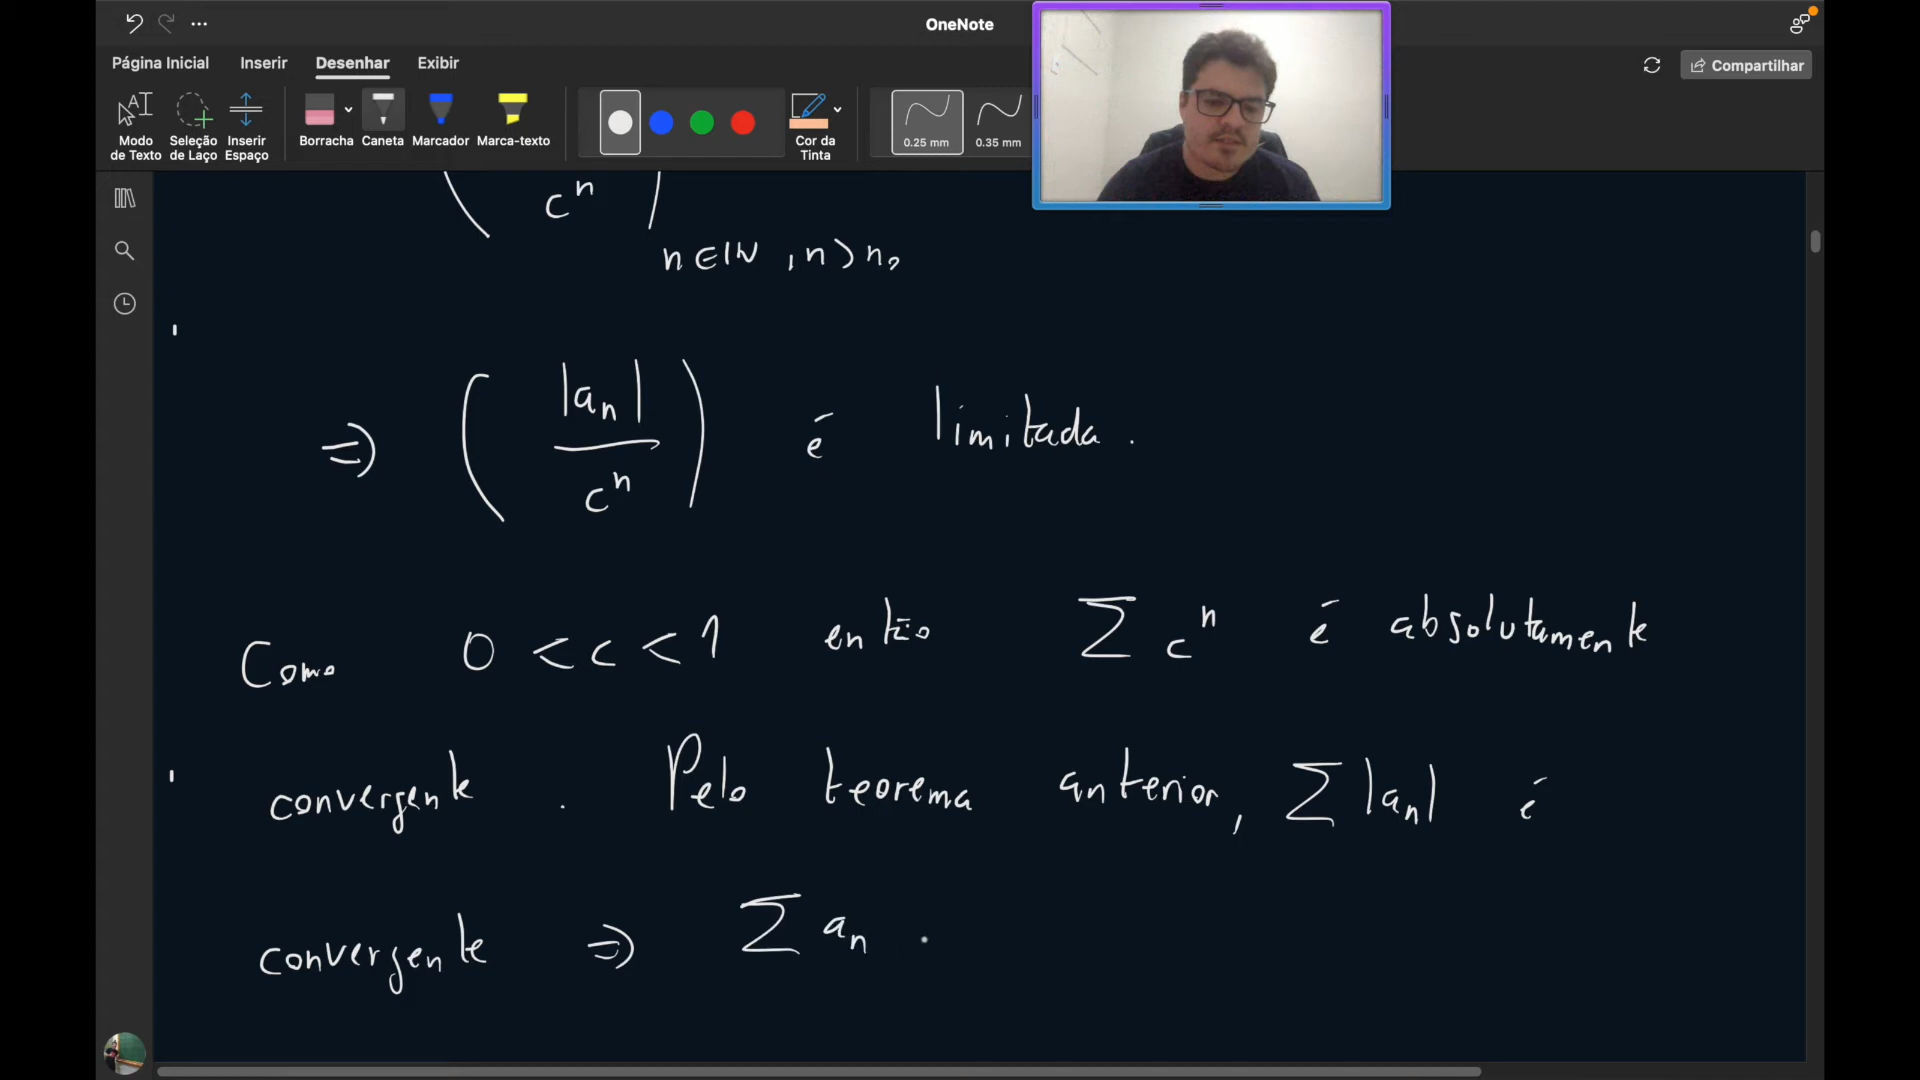 OneNote
Página Inicial Inserir Desenhar Exibir
Compartilhar
Modo de Texto
Seleção de Laço
Inserir Espaço
Borracha Caneta Marcador Marca-texto
Cor da Tinta
0.25 mm 0.35 mm
( c^n )
n ∈ ℕ, n > n₀
⇒ ( |aₙ| / c^n ) é limitada.
Como 0 < c < 1 então ∑ c^n é absolutamente
convergente. Pelo teorema anterior, ∑ |aₙ| é
convergente ⇒ ∑ aₙ